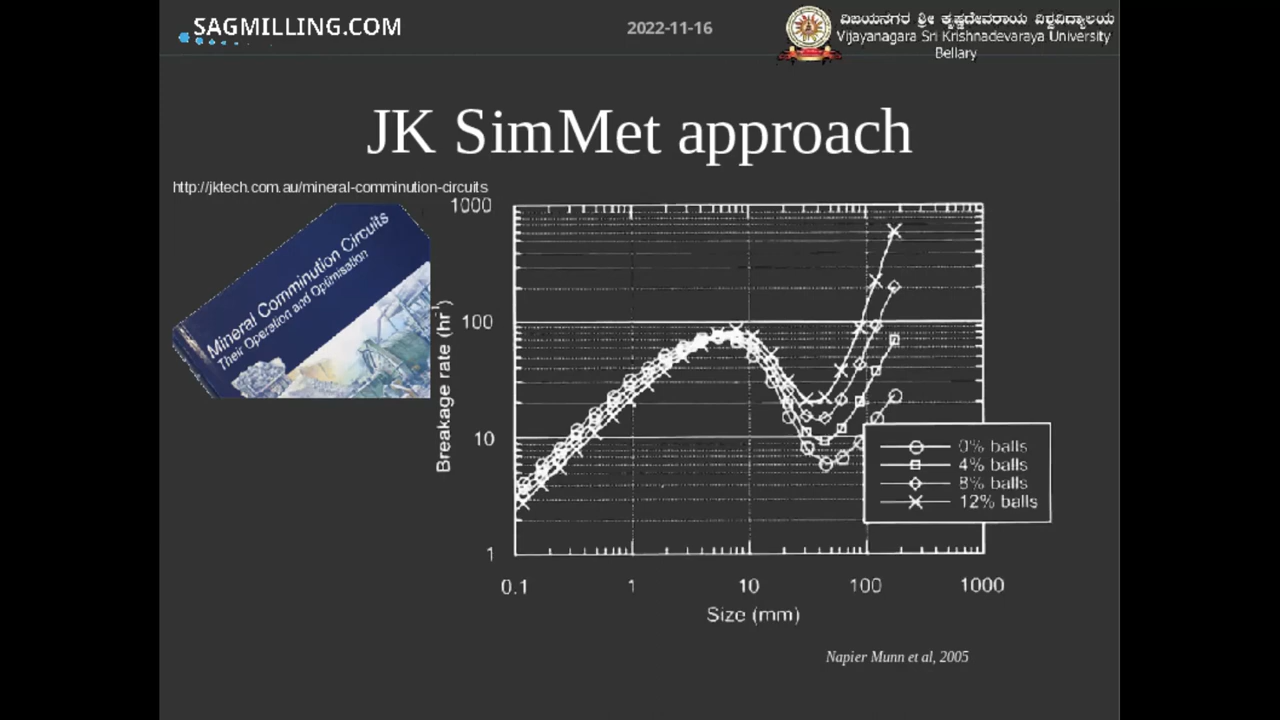 SAGMILLING.COM
2022-11-16
ವಿಜಯನಗರ ಶ್ರೀ ಕೃಷ್ಣದೇವರಾಯ ವಿಶ್ವವಿದ್ಯಾಲಯ
Vijayanagara Sri Krishnadevaraya University
Bellary
JK SimMet approach
http://jktech.com.au/mineral-comminution-circuits
Mineral Comminution Circuits
Their Operation and Optimisation
Breakage rate (hr⁻¹)
1000
100
10
1
0% balls
4% balls
8% balls
12% balls
0.1 1 10 100 1000
Size (mm)
Napier Munn et al, 2005